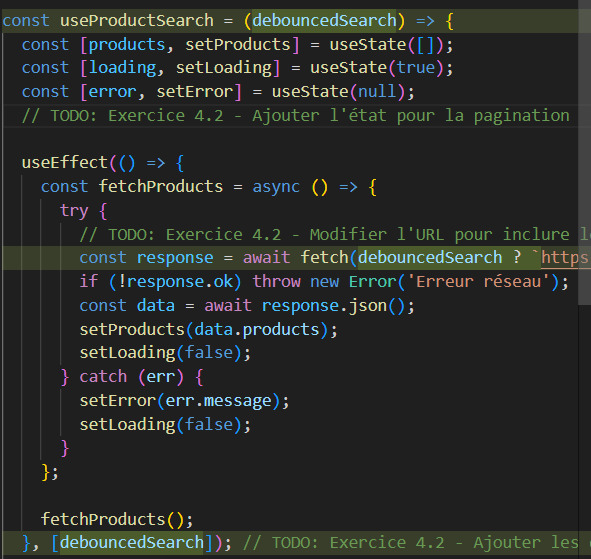 const useProductSearch = (debouncedSearch) => {
const [products, setProducts] = useState([]);
const [loading, setLoading] = useState(true);
const [error, setError] = useState(null);
// TODO: Exercice 4.2 - Ajouter l'état pour la pagination
useEffect(() => {
const fetchProducts = async () => {
try {
// TODO: Exercice 4.2 - Modifier l'URL pour inclure
const response = await fetch(debouncedSearch ? `https
if (!response.ok) throw new Error('Erreur réseau');
const data = await response.json();
setProducts(data.products);
setLoading(false);
} catch (err) {
setError(err.message);
setLoading(false);
}
};
fetchProducts();
}, [debouncedSearch]); // TODO: Exercice 4.2 - Ajouter les